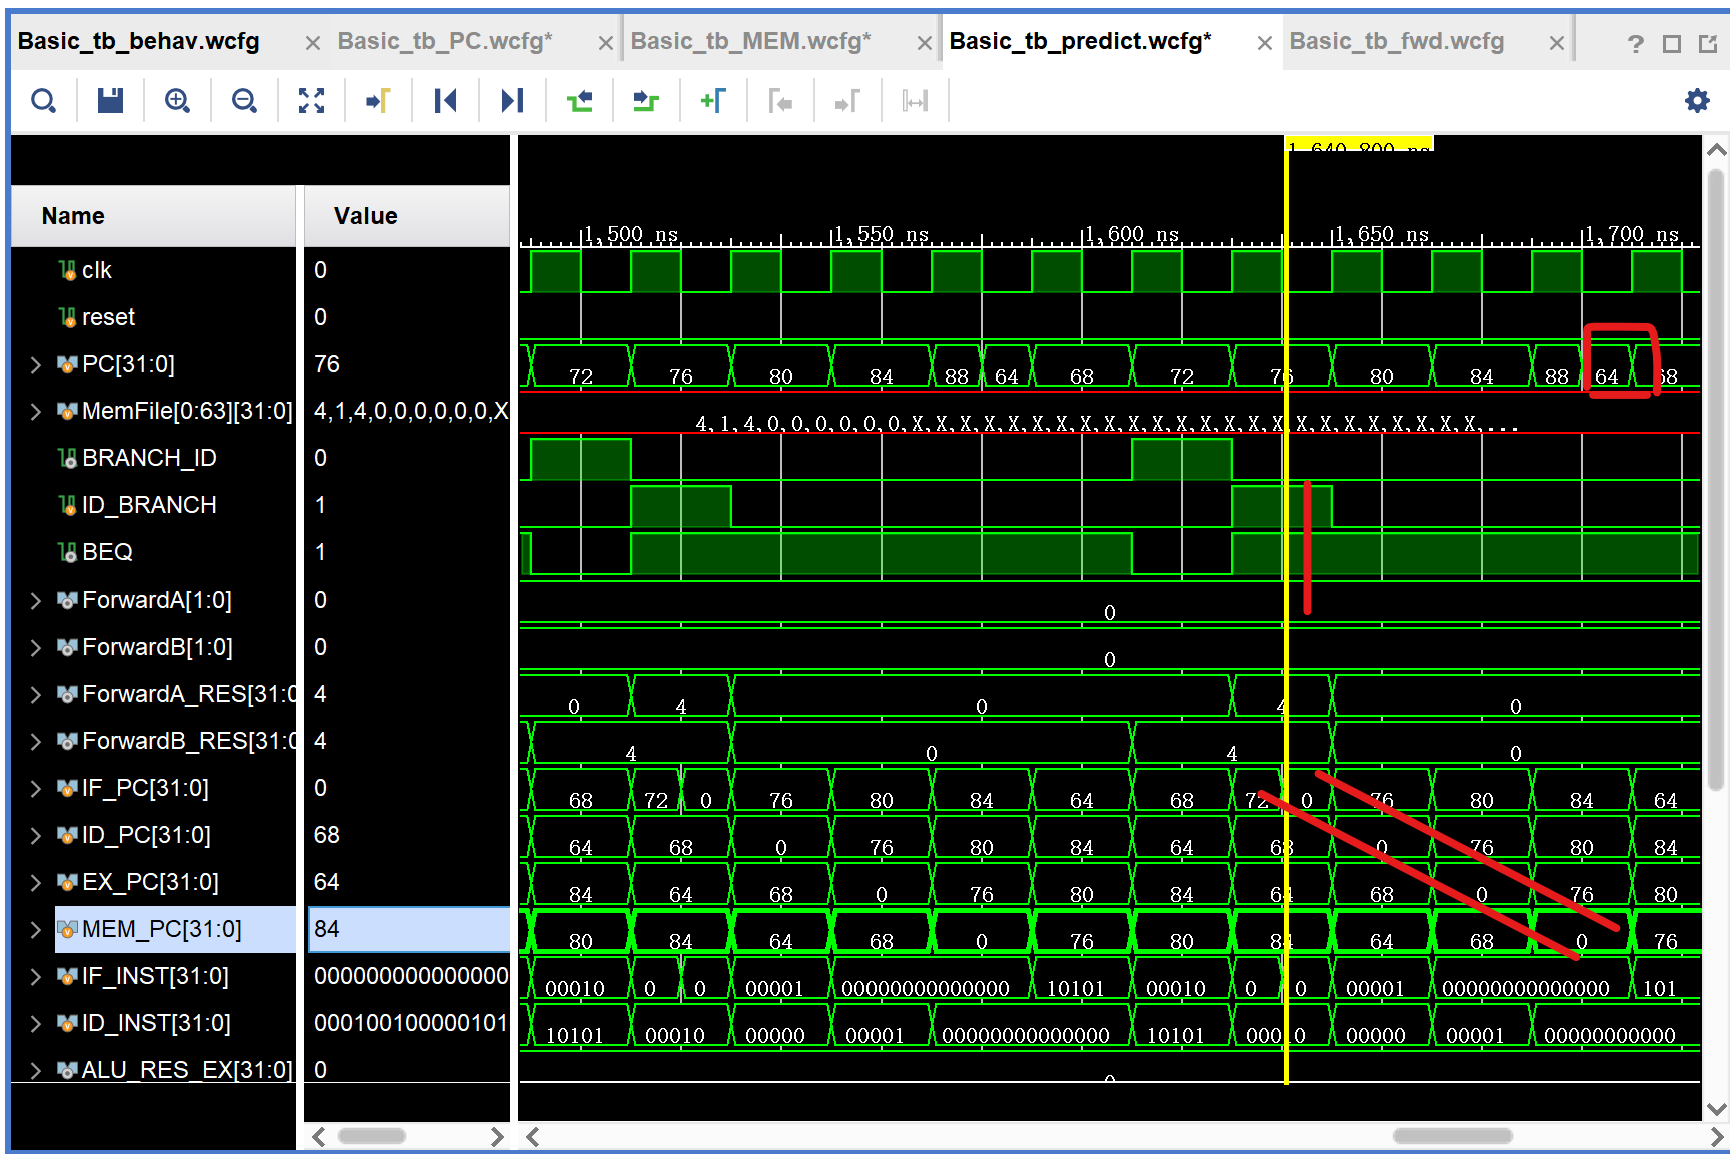 Basic_tb_behav.wcfg × Basic_tb_PC.wcfg* × Basic_tb_MEM.wcfg* × Basic_tb_predict.wcfg* × Basic_tb_fwd.wcfg × ?
1,640.800 ns
Name Value
1,500 ns 1,550 ns 1,600 ns 1,650 ns 1,700 ns
clk 0
reset 0
PC[31:0] 76 72 76 80 84 88 64 68 72 76 80 84 88 64 68
MemFile[0:63][31:0] 4,1,4,0,0,0,0,0,0,X 4,1,4,0,0,0,0,0,0,X,X,X,X,X,X,X,X,X,X,X,X,X,X,X,X,X,X,X,X,X,X,X,X,...
BRANCH_ID 0
ID_BRANCH 1
BEQ 1
ForwardA[1:0] 0 0
ForwardB[1:0] 0 0
ForwardA_RES[31:0 4 0 4 0 4 0
ForwardB_RES[31:0 4 4 0 4 0
IF_PC[31:0] 0 68 72 0 76 80 84 64 68 72 0 76 80 84 64
ID_PC[31:0] 68 64 68 0 76 80 84 64 68 0 76 80 84
EX_PC[31:0] 64 84 64 68 0 76 80 84 64 68 0 76 80
MEM_PC[31:0] 84 80 84 64 68 0 76 80 84 64 68 0 76
IF_INST[31:0] 000000000000000 00010 0 0 00001 00000000000000 10101 00010 0 0 00001 00000000000000 101
ID_INST[31:0] 000100100000101 10101 00010 00000 00001 00000000000000 10101 00010 00000 00001 00000000000
ALU_RES_EX[31:0] 0 0